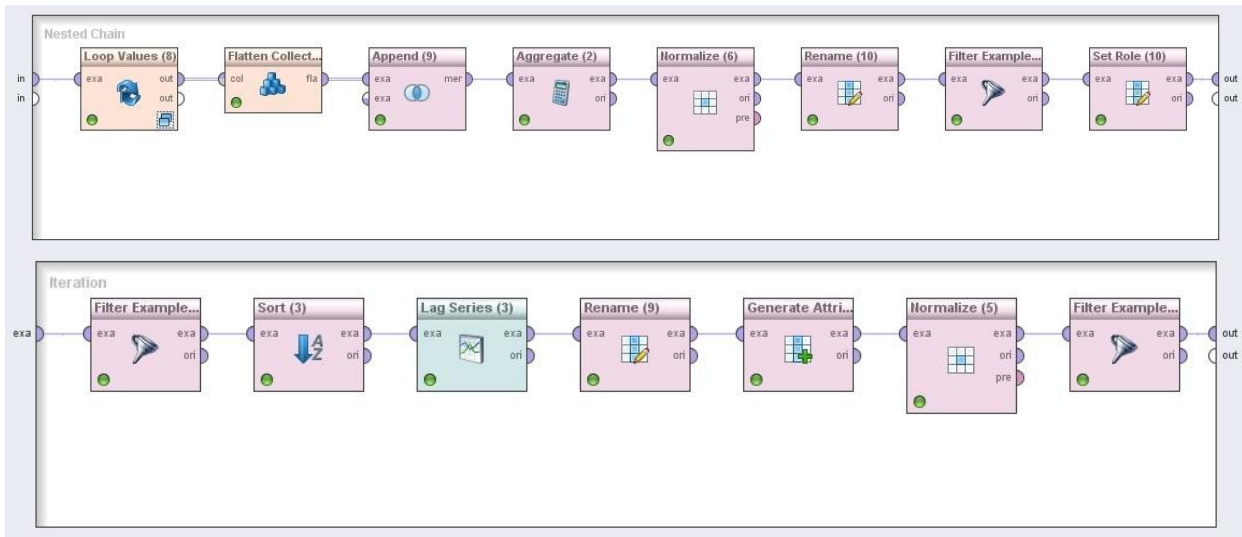 Nested Chain
Loop Values (8) Flatten Collect... Append (9) Aggregate (2) Normalize (6) Rename (10) Filter Example... Set Role (10)
in exa out col fla exa mer exa exa exa exa exa exa exa exa exa exa out
in out exa ori ori ori ori ori out
pre
Iteration
Filter Example... Sort (3) Lag Series (3) Rename (9) Generate Attri... Normalize (5) Filter Example...
exa exa exa exa exa exa exa exa exa exa exa exa exa exa exa out
ori ori ori ori ori ori ori out
pre